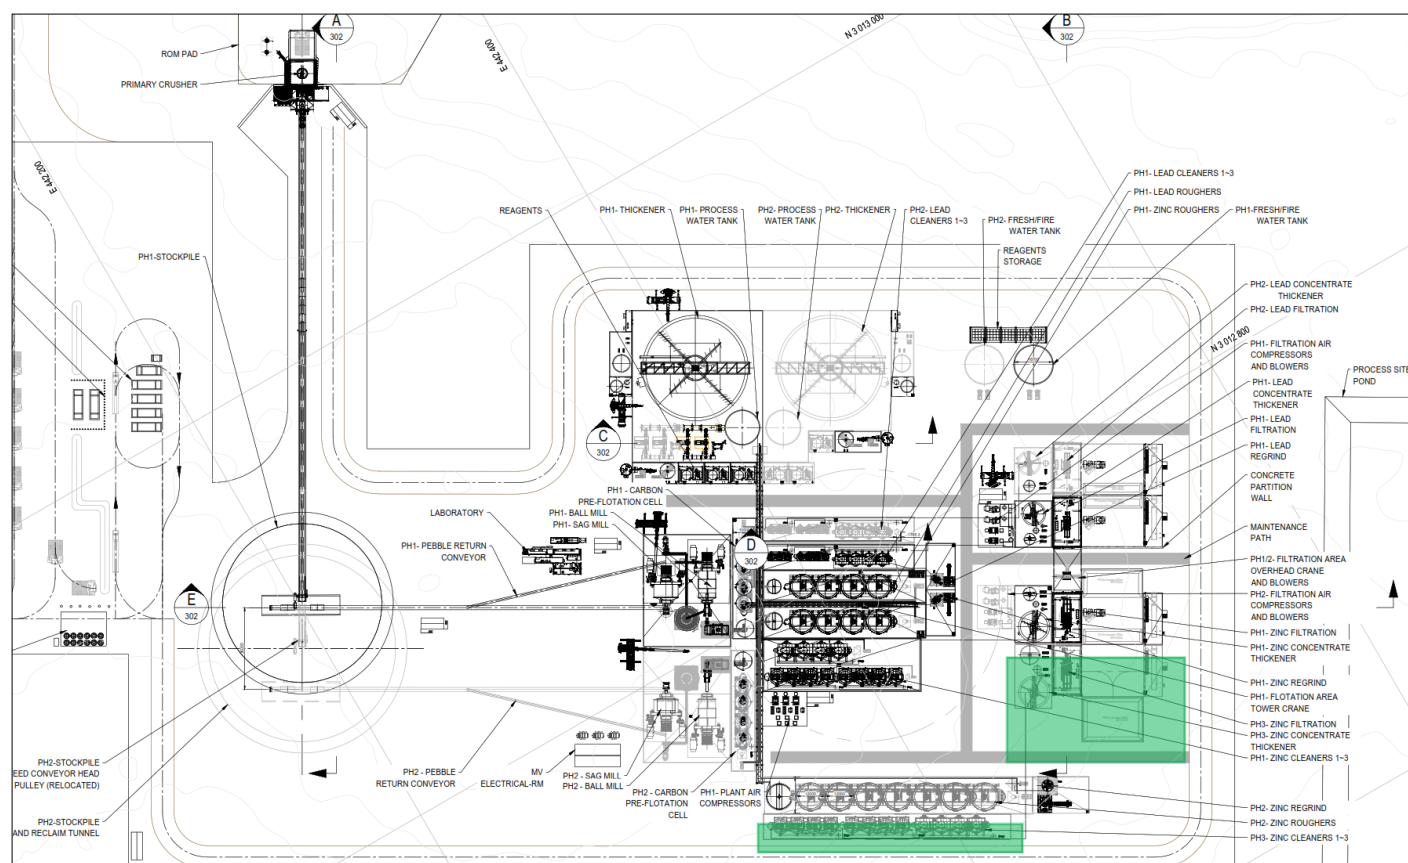 A
302
B
302
N 3 013 000
E 442 400
ROM PAD
PRIMARY CRUSHER
E 442 200
PH1-STOCKPILE
REAGENTS
PH1- THICKENER
PH1- PROCESS
WATER TANK
PH2- PROCESS
WATER TANK
PH2- THICKENER
PH2- LEAD
CLEANERS 1~3
PH2- FRESH/FIRE
WATER TANK
REAGENTS
STORAGE
PH1- LEAD CLEANERS 1~3
PH1- LEAD ROUGHERS
PH1- ZINC ROUGHERS
PH1-FRESH/FIRE
WATER TANK
PH2- LEAD CONCENTRATE
THICKENER
PH2- LEAD FILTRATION
N 3 012 800
PH1- FILTRATION AIR
COMPRESSORS
AND BLOWERS
PROCESS SITE
POND
PH1- LEAD
CONCENTRATE
THICKENER
PH1- LEAD
FILTRATION
PH1- LEAD
REGRIND
CONCRETE
PARTITION
WALL
MAINTENANCE
PATH
PH1/2- FILTRATION AREA
OVERHEAD CRANE
AND BLOWERS
PH2- FILTRATION AIR
COMPRESSORS
AND BLOWERS
PH1- ZINC FILTRATION
PH1- ZINC CONCENTRATE
THICKENER
PH1- ZINC REGRIND
PH1- FLOTATION AREA
TOWER CRANE
PH3- ZINC FILTRATION
PH3- ZINC CONCENTRATE
THICKENER
PH1- ZINC CLEANERS 1~3
PH2- ZINC REGRIND
PH2- ZINC ROUGHERS
PH3- ZINC CLEANERS 1~3
C
302
PH1 - CARBON
PRE-FLOTATION CELL
PH1- BALL MILL
PH1- SAG MILL
LABORATORY
PH1- PEBBLE RETURN
CONVEYOR
D
302
E
302
PH2-STOCKPILE
EED CONVEYOR HEAD
PULLEY (RELOCATED)
PH2-STOCKPILE
AND RECLAIM TUNNEL
PH2 - PEBBLE
RETURN CONVEYOR
MV
ELECTRICAL-RM
PH2 - SAG MILL
PH2 - BALL MILL
PH2 - CARBON
PRE-FLOTATION
CELL
PH1- PLANT AIR
COMPRESSORS